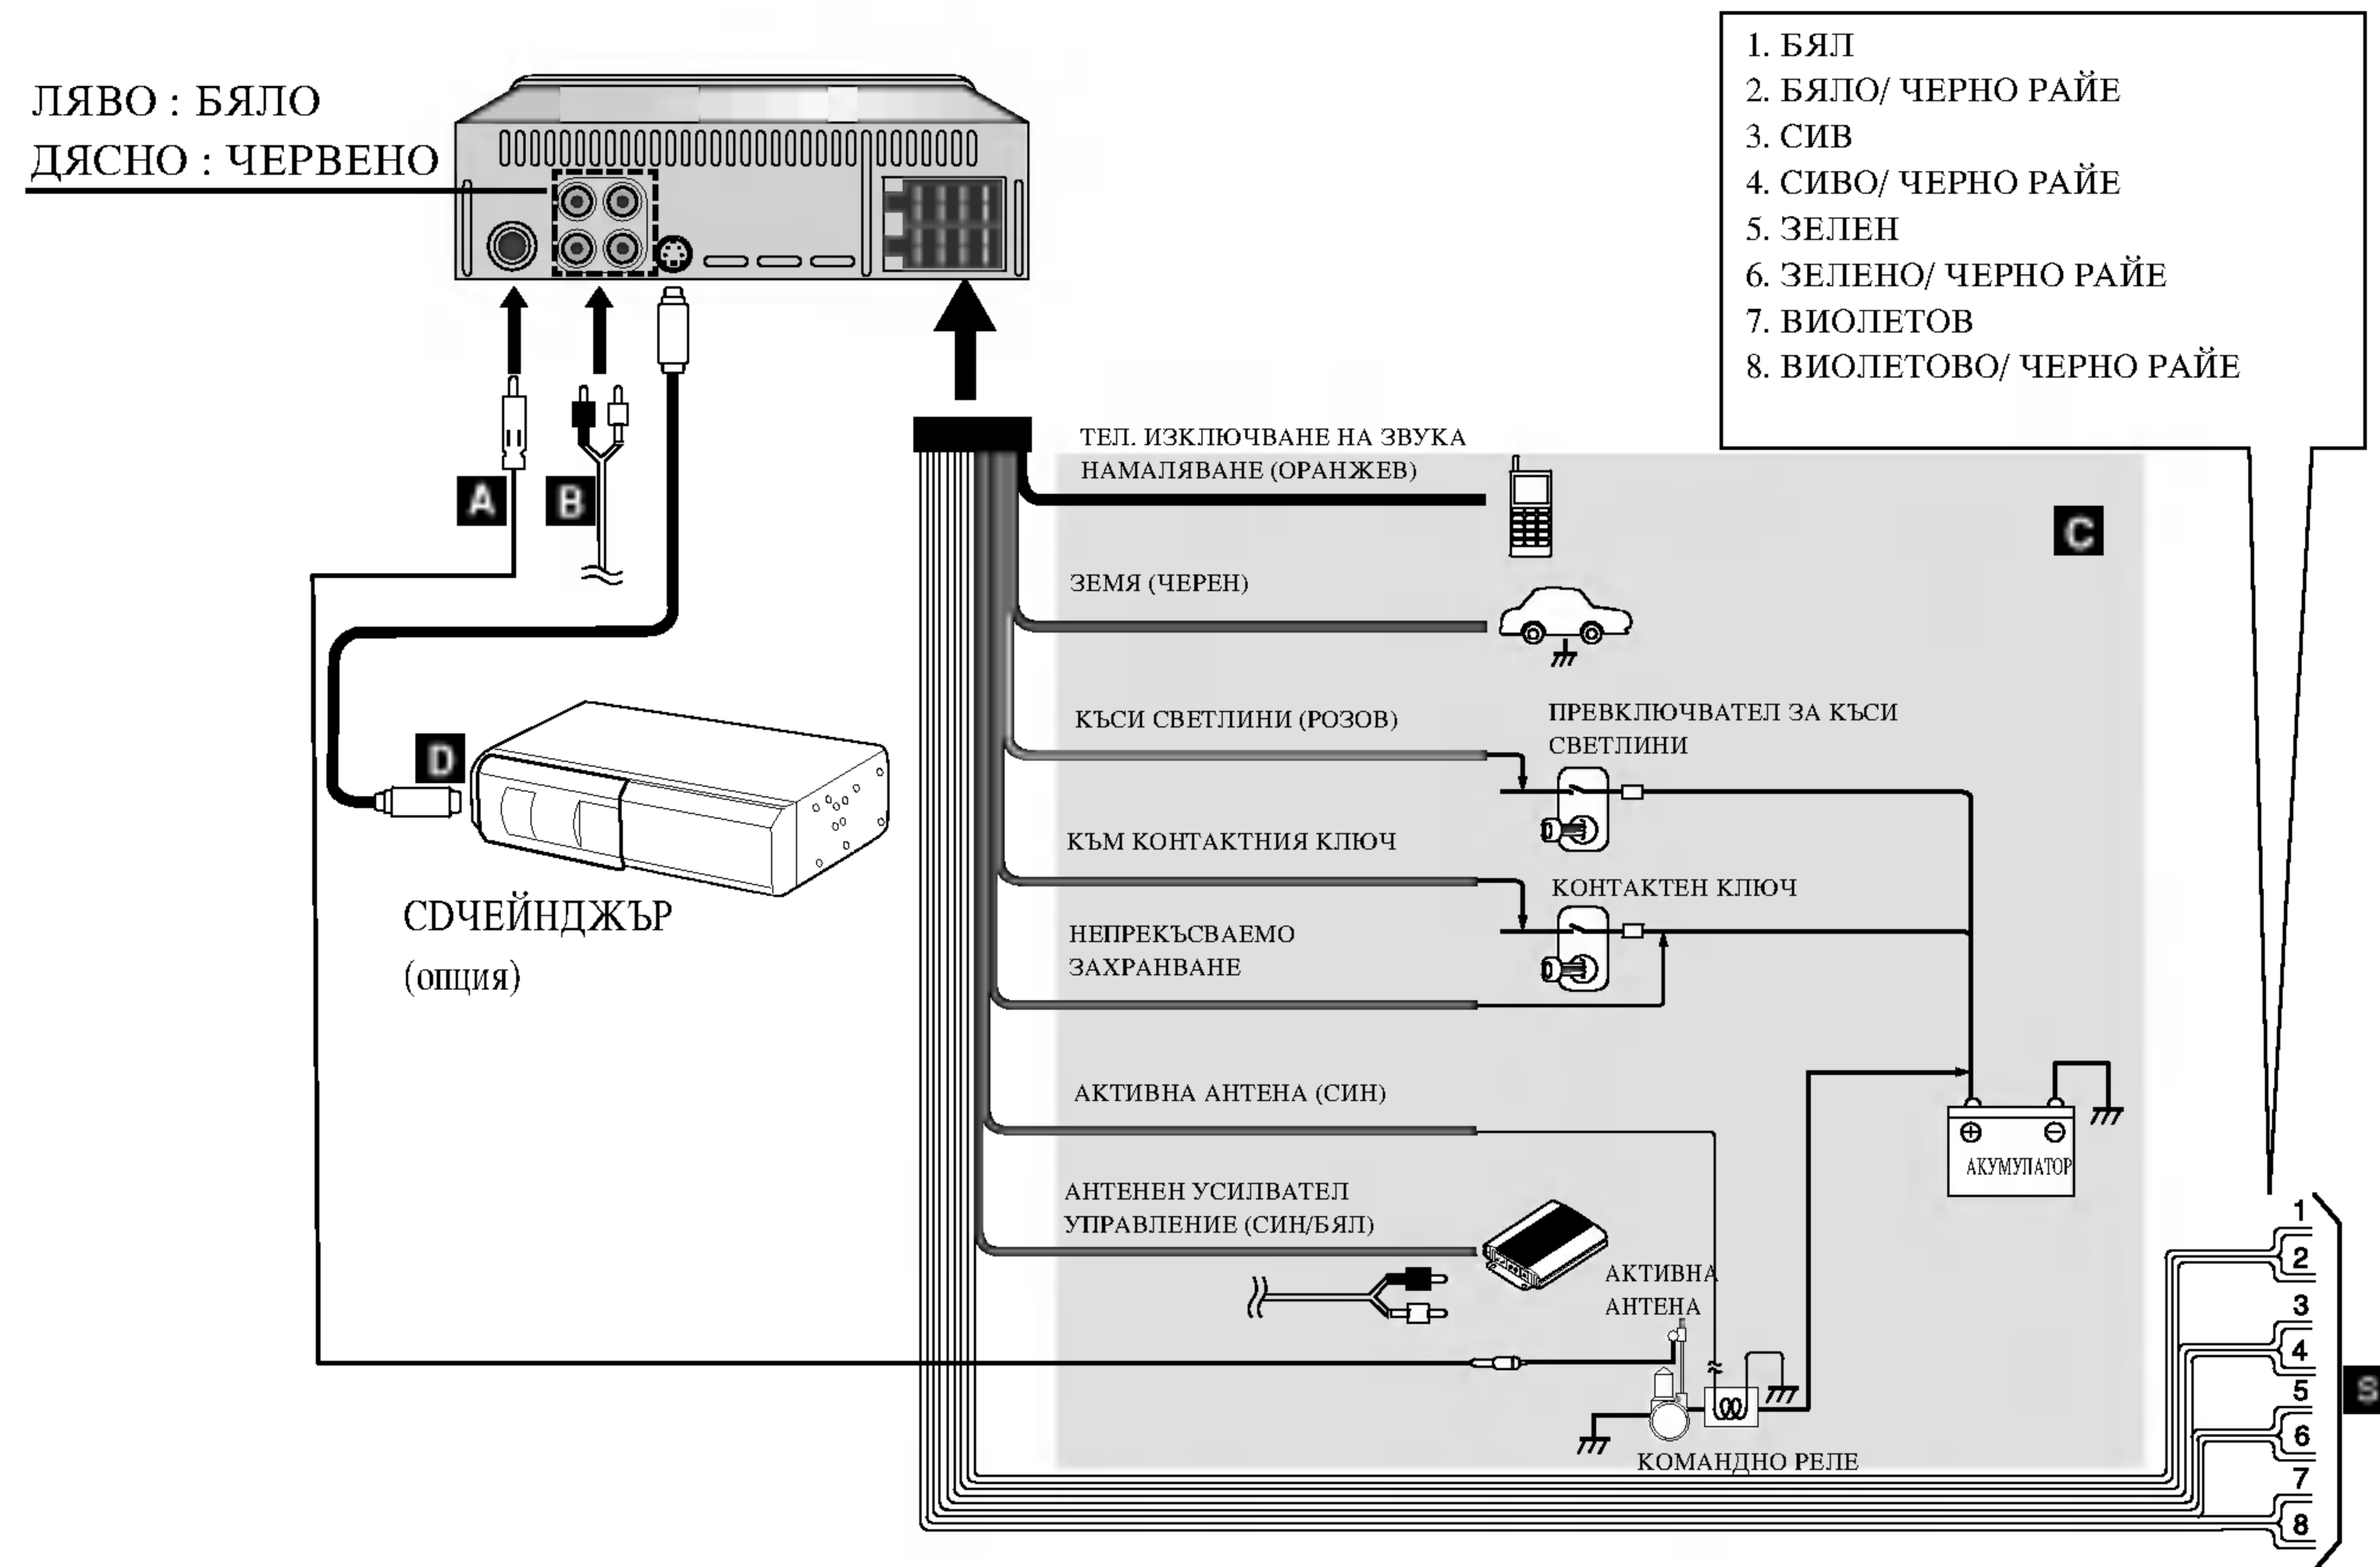 ЛЯВО : БЯЛО
ДЯСНО : ЧЕРВЕНО
1. БЯЛ
2. БЯЛО/ ЧЕРНО РАЙЕ
3. СИВ
4. СИВО/ ЧЕРНО РАЙЕ
5. ЗЕЛЕН
6. ЗЕЛЕНО/ ЧЕРНО РАЙЕ
7. ВИОЛЕТОВ
8. ВИОЛЕТОВО/ ЧЕРНО РАЙЕ
A
B
C
ТЕЛ. ИЗКЛЮЧВАНЕ НА ЗВУКА
НАМАЛЯВАНЕ (ОРАНЖЕВ)
ЗЕМЯ (ЧЕРЕН)
КЪСИ СВЕТЛИНИ (РОЗОВ)
ПРЕВКЛЮЧВАТЕЛ ЗА КЪСИ
СВЕТЛИНИ
D
CDЧЕЙНДЖЪР
(опция)
КЪМ КОНТАКТНИЯ КЛЮЧ
КОНТАКТЕН КЛЮЧ
НЕПРЕКЪСВАЕМО
ЗАХРАНВАНЕ
АКТИВНА АНТЕНА (СИН)
АКУМУЛАТОР
АНТЕНЕН УСИЛВАТЕЛ
УПРАВЛЕНИЕ (СИН/БЯЛ)
АКТИВНА
АНТЕНА
КОМАНДНО РЕЛЕ
1
2
3
4
5
6
7
8
S